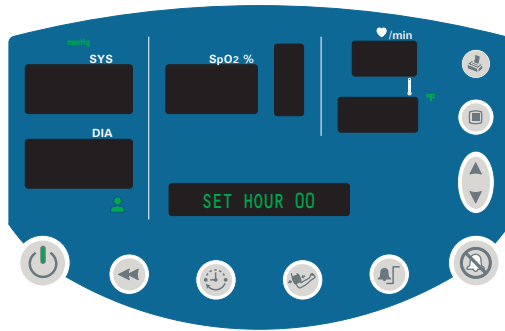 mmHg
SYS
SpO2 %
/min
°F
DIA
SET HOUR 00